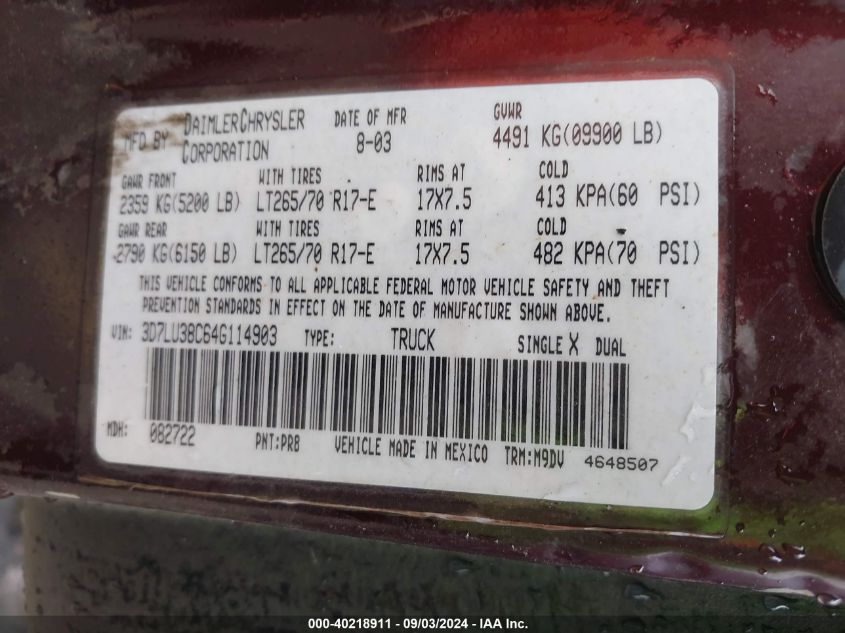 MFD BY DAIMLERCHRYSLER CORPORATION DATE OF MFR 8-03 GVWR 4491 KG(09900 LB)
GAWR FRONT WITH TIRES RIMS AT COLD
2359 KG(5200 LB) LT265/70 R17-E 17X7.5 413 KPA(60 PSI)
GAWR REAR WITH TIRES RIMS AT COLD
2790 KG(6150 LB) LT265/70 R17-E 17X7.5 482 KPA(70 PSI)
THIS VEHICLE CONFORMS TO ALL APPLICABLE FEDERAL MOTOR VEHICLE SAFETY AND THEFT
PREVENTION STANDARDS IN EFFECT ON THE DATE OF MANUFACTURE SHOWN ABOVE.
VIN: 3D7LU38C64G114903 TYPE: TRUCK SINGLE X DUAL
MDH: 082722 PNT:PR8 VEHICLE MADE IN MEXICO TRM:M9DV 4648507
000-40218911 - 09/03/2024 - IAA Inc.